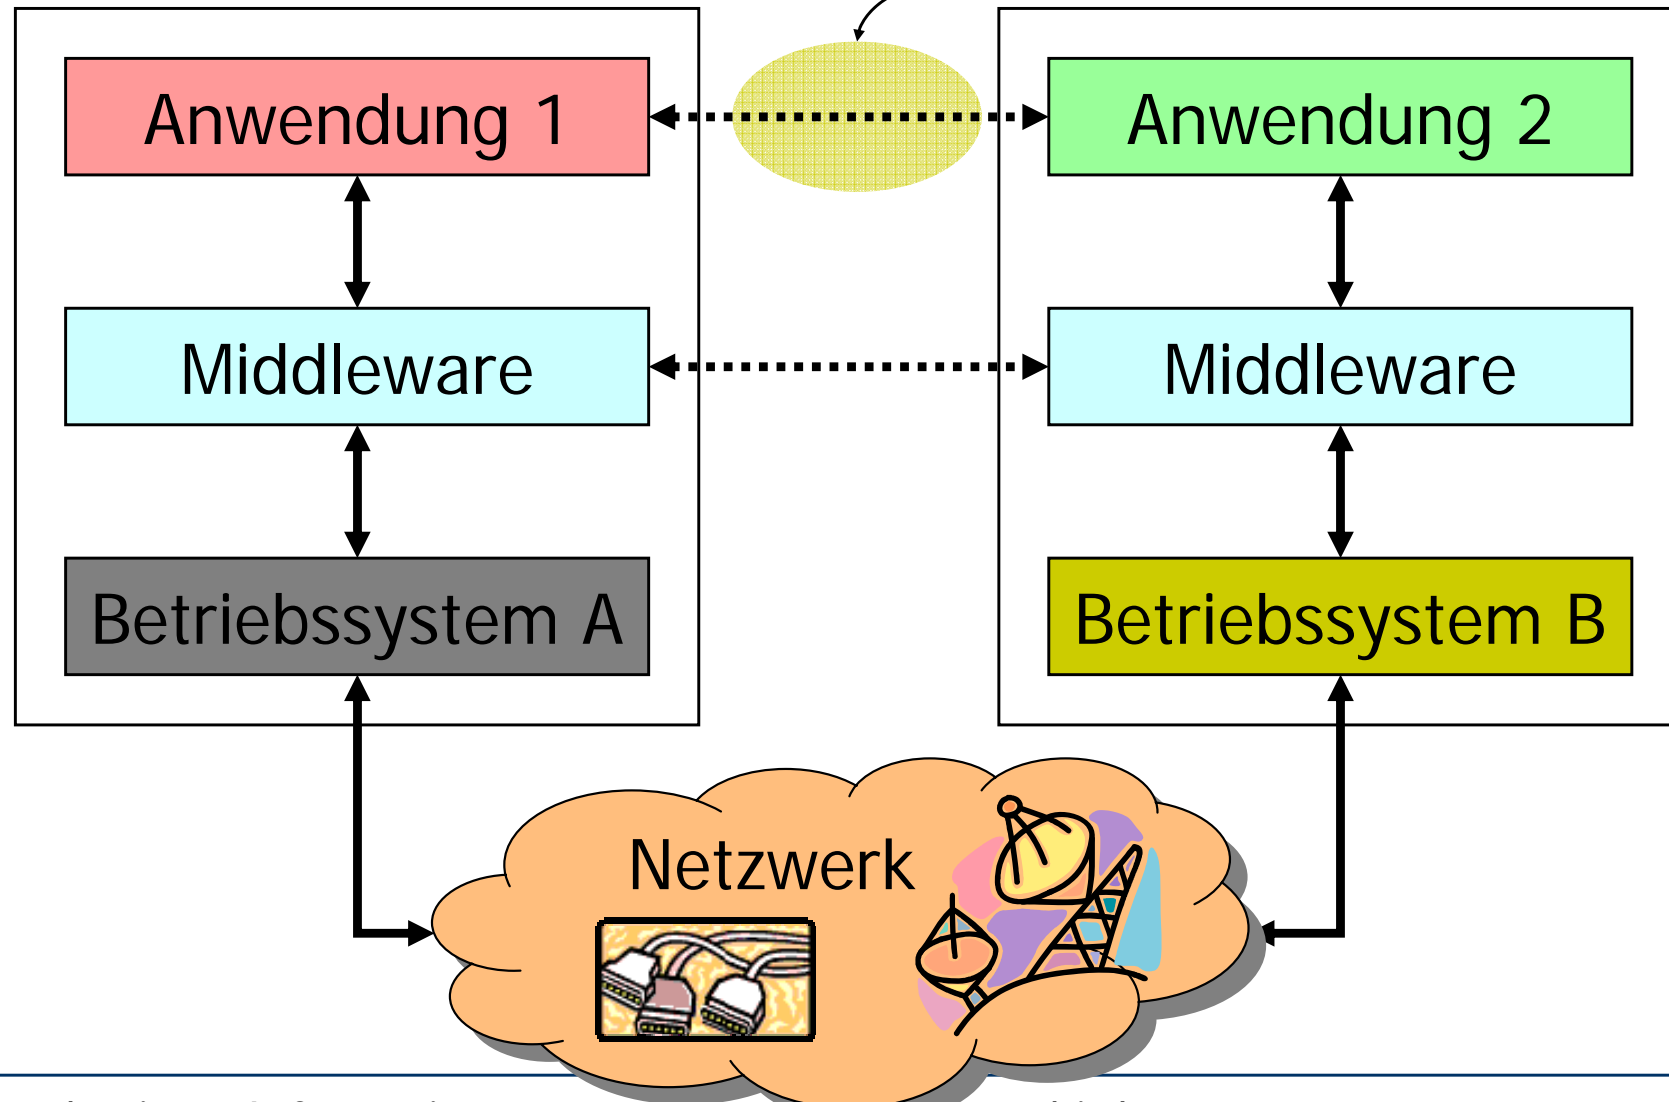 Anwendung 1
Anwendung 2
Middleware
Middleware
Betriebssystem A
Betriebssystem B
Netzwerk